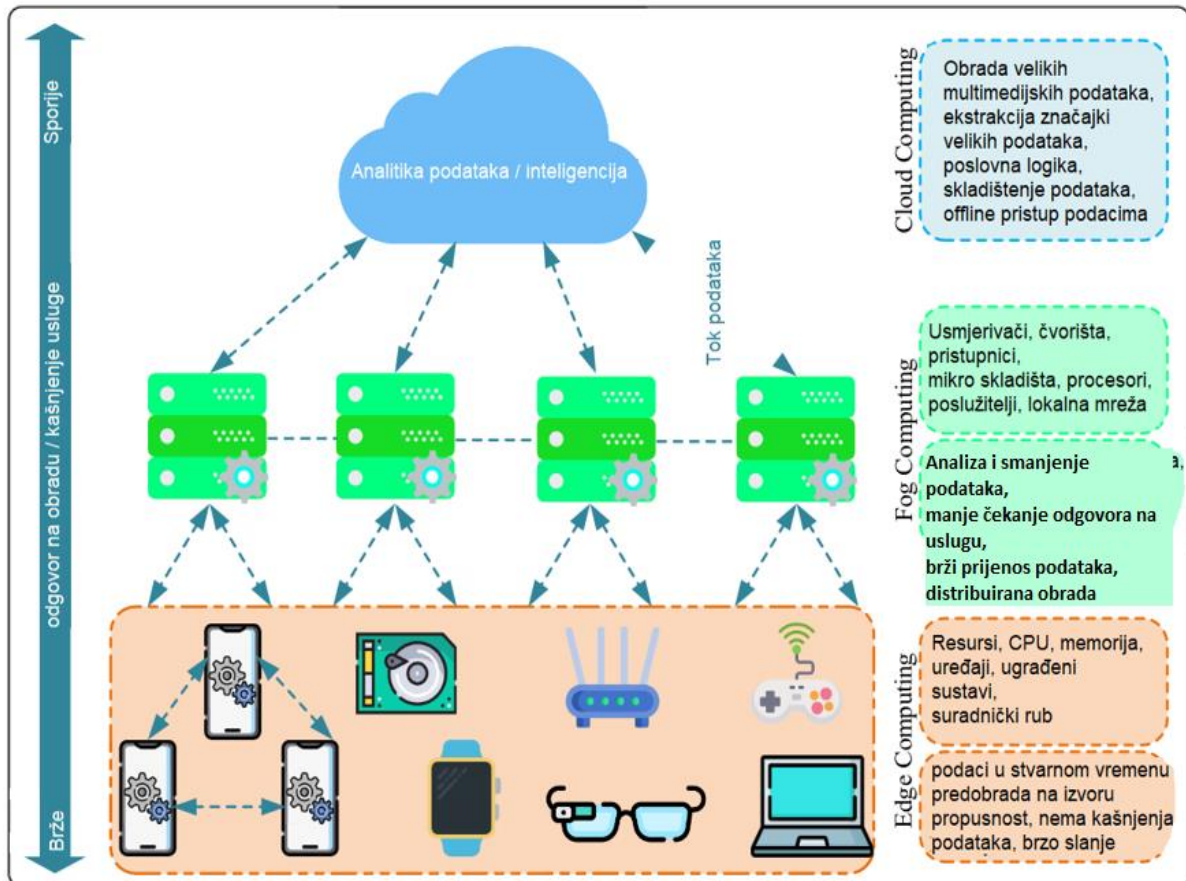 Sporije
odgovor na obradu / kašnjenje usluge
Brže
Analitika podataka / inteligencija
Tok podataka
Cloud Computing
Obrada velikih
multimedijskih podataka,
ekstrakcija značajki
velikih podataka,
poslovna logika,
skladištenje podataka,
offline pristup podacima
Fog Computing
Usmjerivači, čvorišta,
pristupnici,
mikro skladišta, procesori,
poslužitelji, lokalna mreža
Analiza i smanjenje
podataka,
manje čekanje odgovora na
uslugu,
brži prijenos podataka,
distribuirana obrada
Edge Computing
Resursi, CPU, memorija,
uređaji, ugrađeni
sustavi,
suradnički rub
podaci u stvarnom vremenu
predobrada na izvoru
propusnost, nema kašnjenja
podataka, brzo slanje